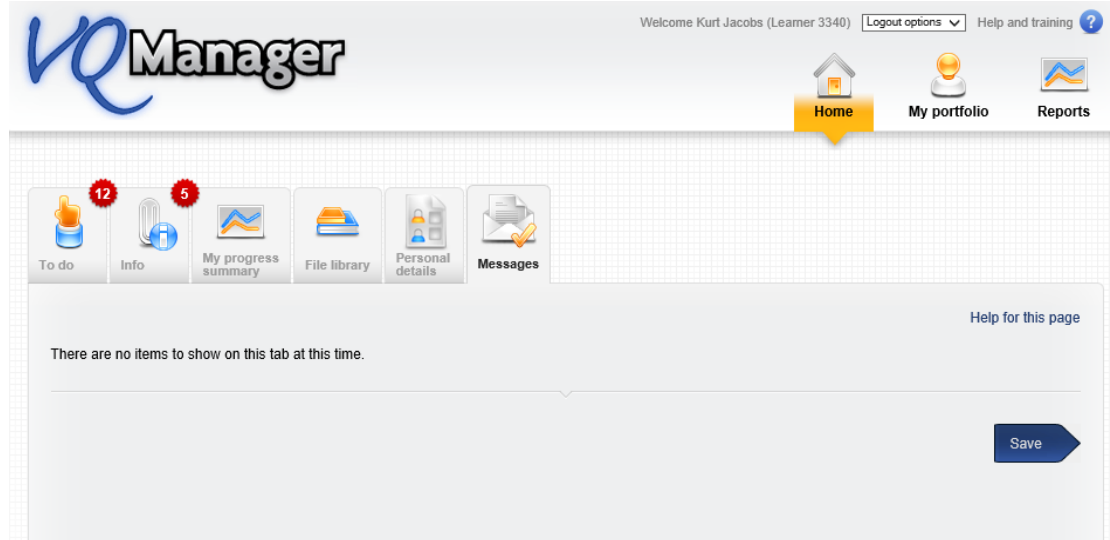 VQManager
Welcome Kurt Jacobs (Learner 3340) Logout options Help and training ?
Home My portfolio Reports
12 5
To do Info My progress summary File library Personal details Messages
Help for this page
There are no items to show on this tab at this time.
Save